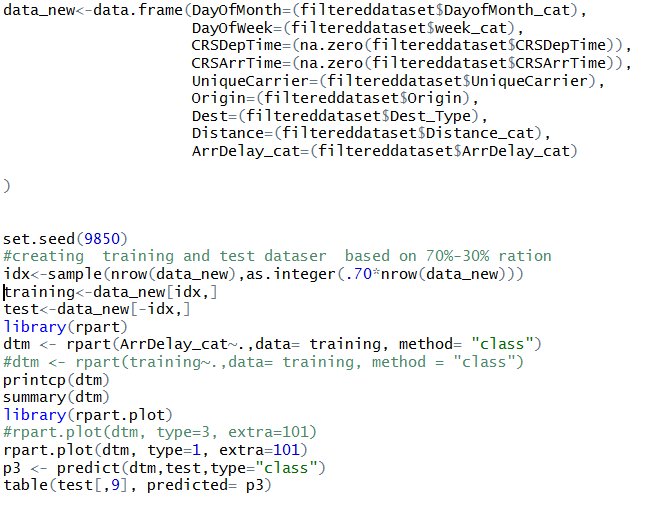 data_new<-data.frame(DayOfMonth=(filtereddataset$DayofMonth_cat),
DayOfWeek=(filtereddataset$week_cat),
CRSDepTime=(na.zero(filtereddataset$CRSDepTime)),
CRSArrTime=(na.zero(filtereddataset$CRSArrTime)),
UniqueCarrier=(filtereddataset$UniqueCarrier),
Origin=(filtereddataset$Origin),
Dest=(filtereddataset$Dest_Type),
Distance=(filtereddataset$Distance_cat),
ArrDelay_cat=(filtereddataset$ArrDelay_cat)
)
set.seed(9850)
#creating  training and test dataser  based on 70%-30% ration
idx<-sample(nrow(data_new),as.integer(.70*nrow(data_new)))
training<-data_new[idx,]
test<-data_new[-idx,]
library(rpart)
dtm <- rpart(ArrDelay_cat~.,data= training, method= "class")
#dtm <- rpart(training~.,data= training, method = "class")
printcp(dtm)
summary(dtm)
library(rpart.plot)
#rpart.plot(dtm, type=3, extra=101)
rpart.plot(dtm, type=1, extra=101)
p3 <- predict(dtm,test,type="class")
table(test[,9], predicted= p3)